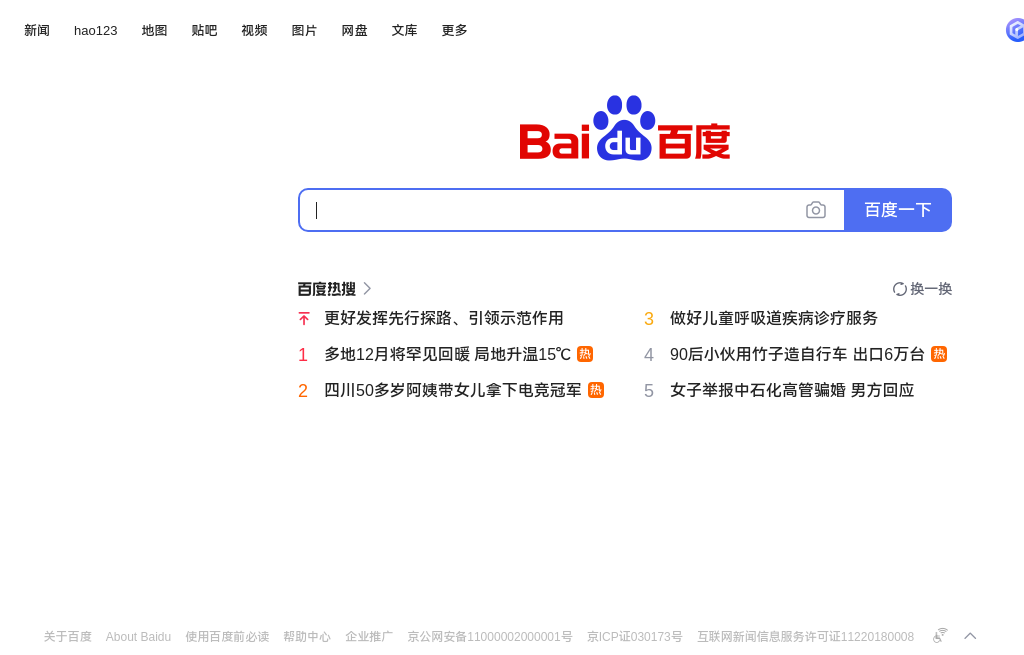 新闻 hao123 地图 贴吧 视频 图片 网盘 文库 更多
Bai du 百度
百度一下
百度热搜 换一换
更好发挥先行探路、引领示范作用
1 多地12月将罕见回暖 局地升温15℃ 热
2 四川50多岁阿姨带女儿拿下电竞冠军 热
3 做好儿童呼吸道疾病诊疗服务
4 90后小伙用竹子造自行车 出口6万台 热
5 女子举报中石化高管骗婚 男方回应
关于百度 About Baidu 使用百度前必读 帮助中心 企业推广 京公网安备11000002000001号 京ICP证030173号 互联网新闻信息服务许可证11220180008